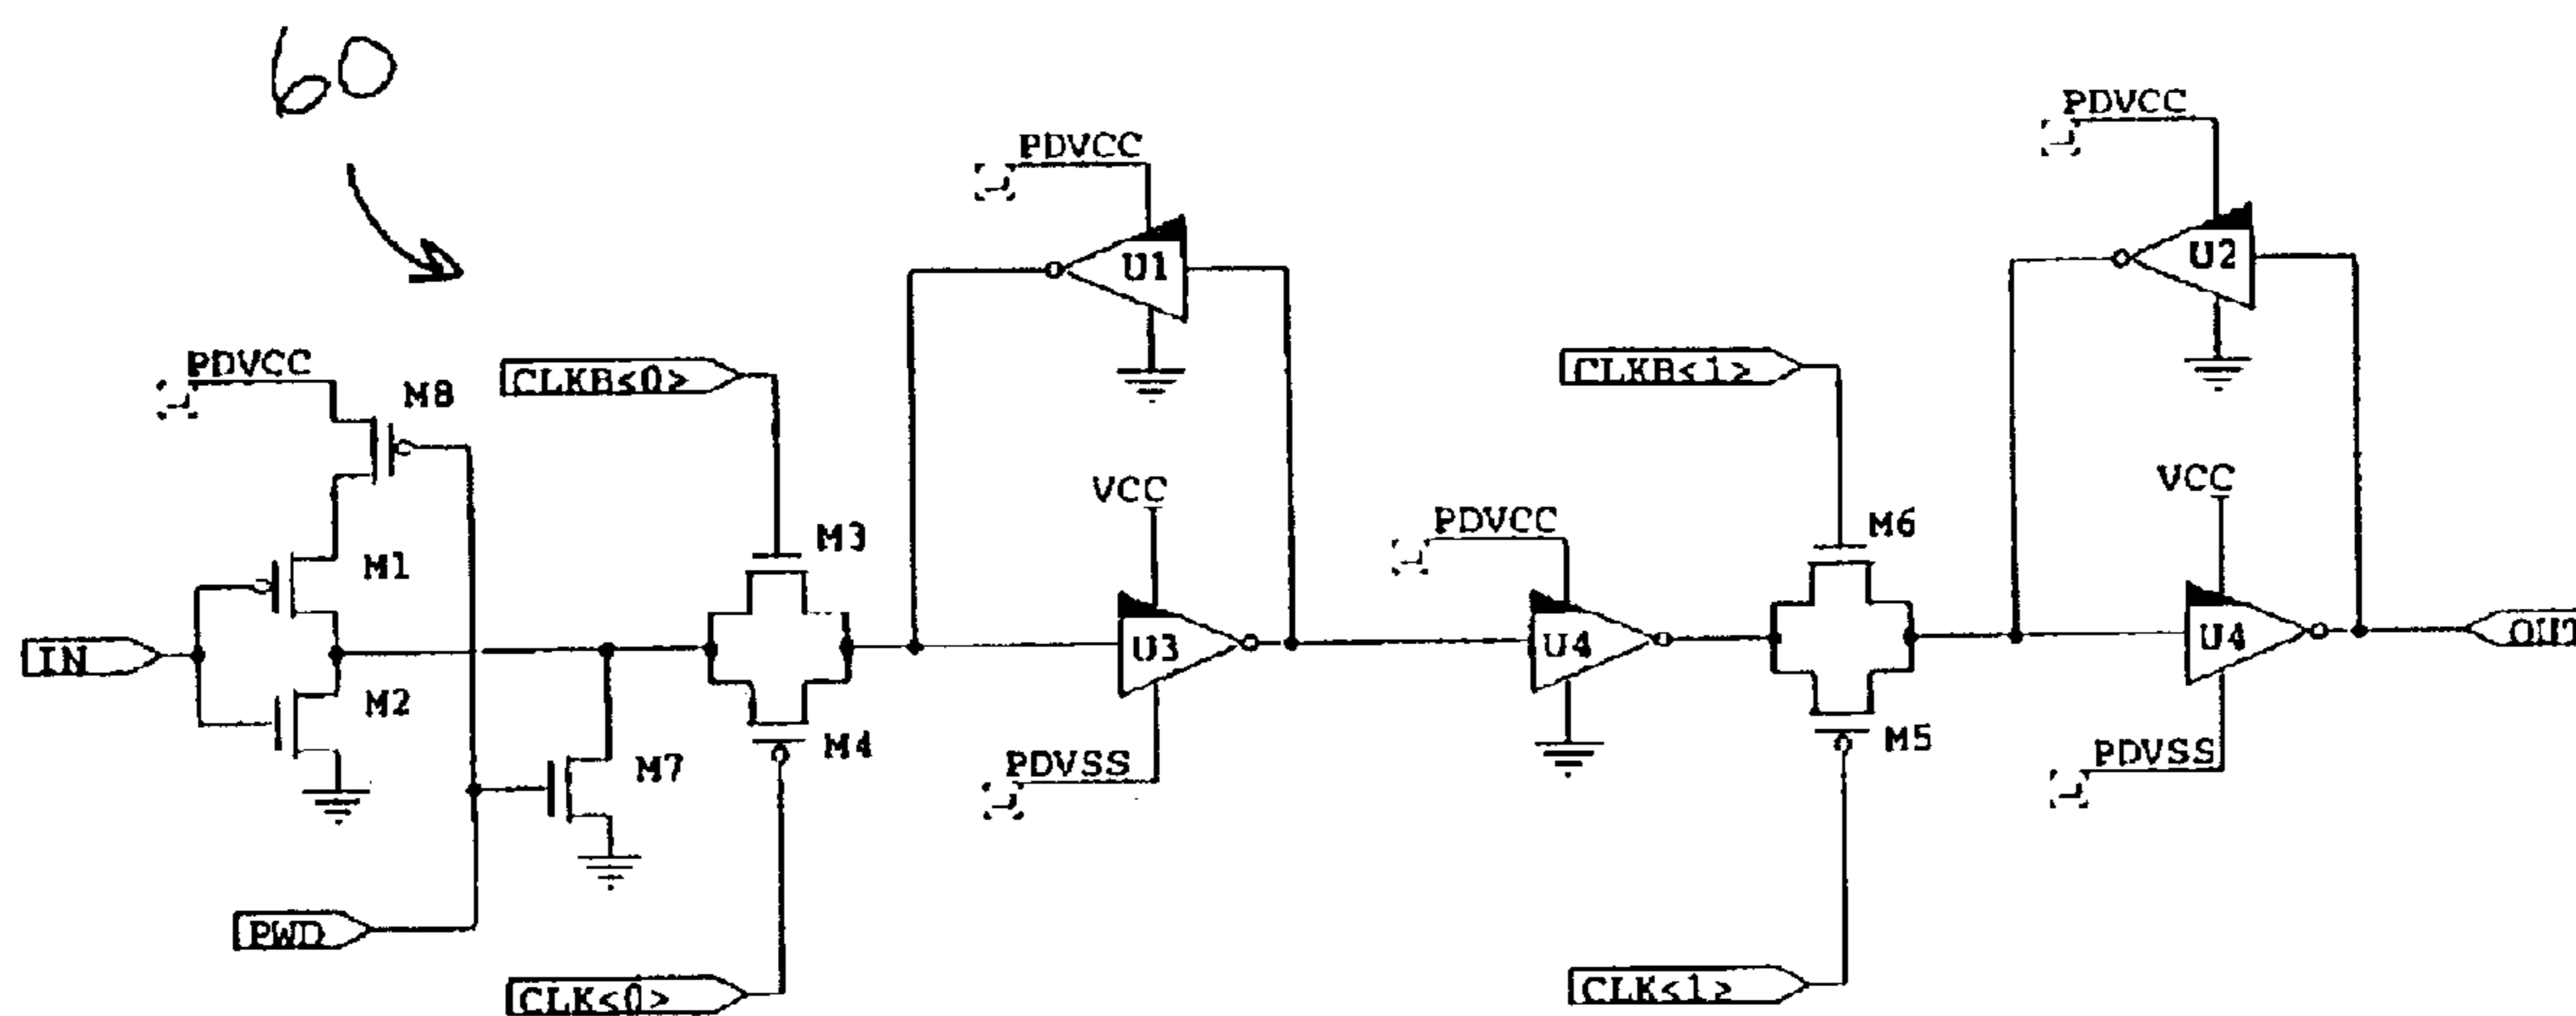 60
PDVCC
PDVCC
U1
U2
PDVCC
M8
CLKB<0>
CLKB<1>
VCC
VCC
PDVCC
M3
M6
M1
IN
M2
U3
U4
U4
OUT
M4
M5
M7
PDVSS
PDVSS
PWD
CLK<0>
CLK<1>